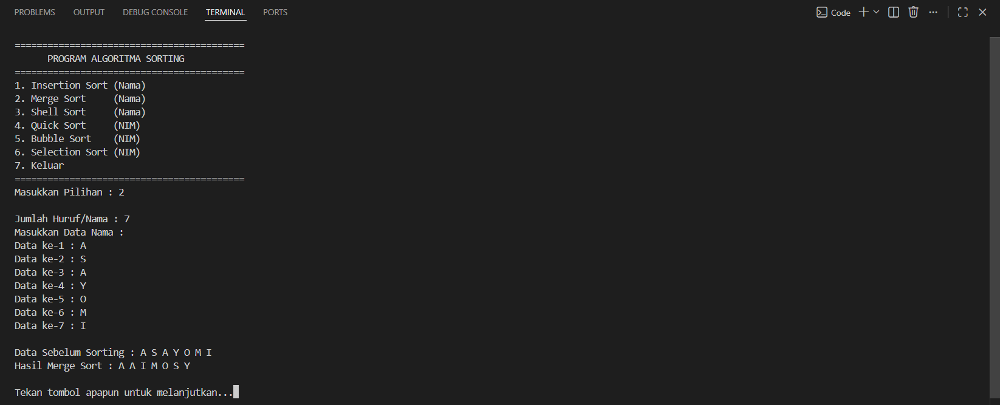 PROBLEMS OUTPUT DEBUG CONSOLE TERMINAL PORTS Code
==========================================
PROGRAM ALGORITMA SORTING
==========================================
1. Insertion Sort (Nama)
2. Merge Sort (Nama)
3. Shell Sort (Nama)
4. Quick Sort (NIM)
5. Bubble Sort (NIM)
6. Selection Sort (NIM)
7. Keluar
==========================================
Masukkan Pilihan : 2
Jumlah Huruf/Nama : 7
Masukkan Data Nama :
Data ke-1 : A
Data ke-2 : S
Data ke-3 : A
Data ke-4 : Y
Data ke-5 : O
Data ke-6 : M
Data ke-7 : I
Data Sebelum Sorting : A S A Y O M I
Hasil Merge Sort : A A I M O S Y
Tekan tombol apapun untuk melanjutkan...